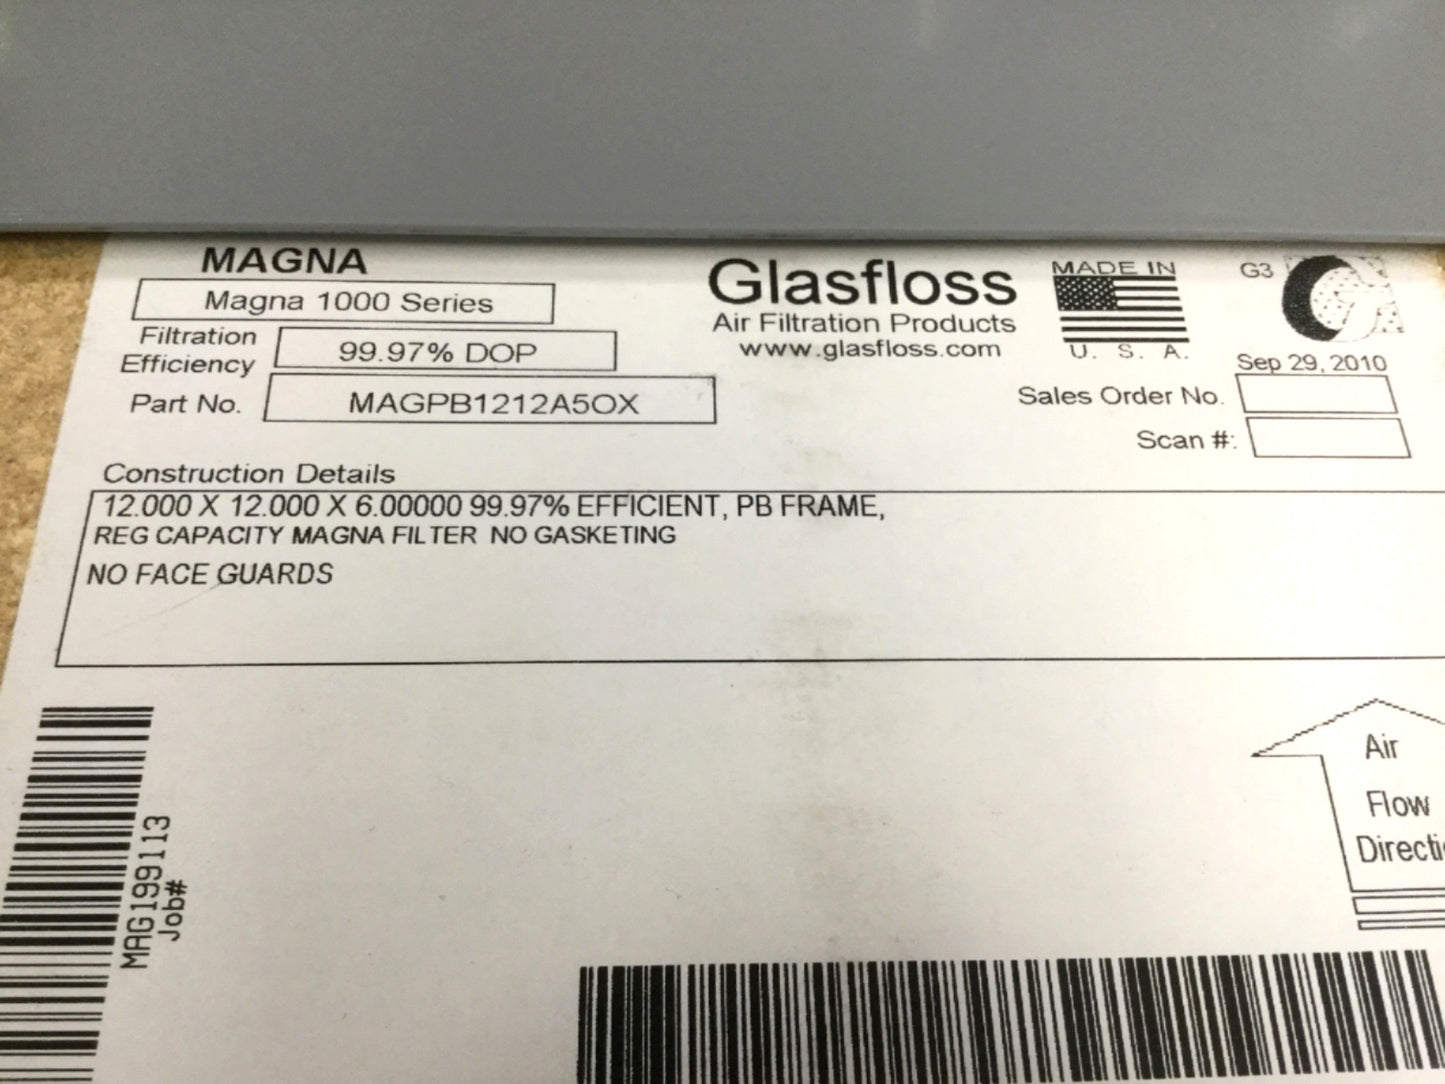 MAGNA
Magna 1000 Series
Filtration
Efficiency
99.97% DOP
Part No.
MAGPB1212A5OX
Glasfloss
Air Filtration Products
www.glasfloss.com
MADE IN
U. S. A.
G3
Sep 29, 2010
Sales Order No.
Scan #:
Construction Details
12.000 X 12.000 X 6.00000 99.97% EFFICIENT, PB FRAME,
REG CAPACITY MAGNA FILTER NO GASKETING
NO FACE GUARDS
MAG199113
Job#
Air
Flow